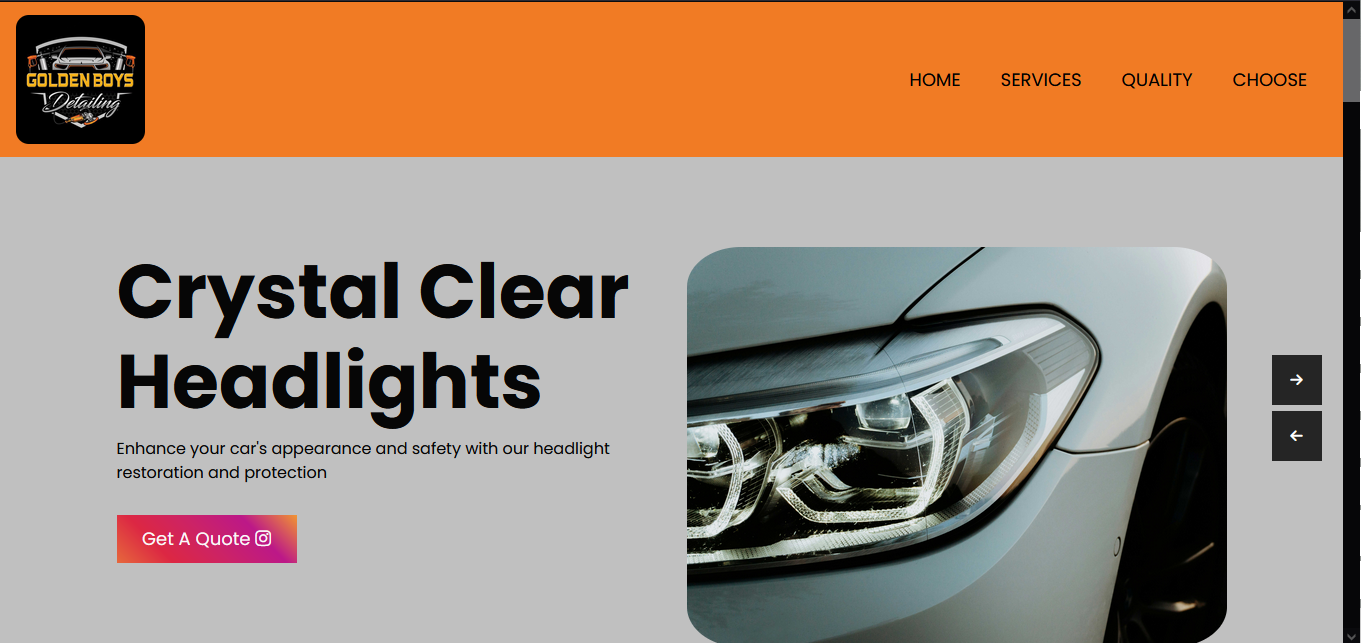 GOLDEN BOYS
Detailing
HOME SERVICES QUALITY CHOOSE
Crystal Clear
Headlights
Enhance your car's appearance and safety with our headlight
restoration and protection
Get A Quote